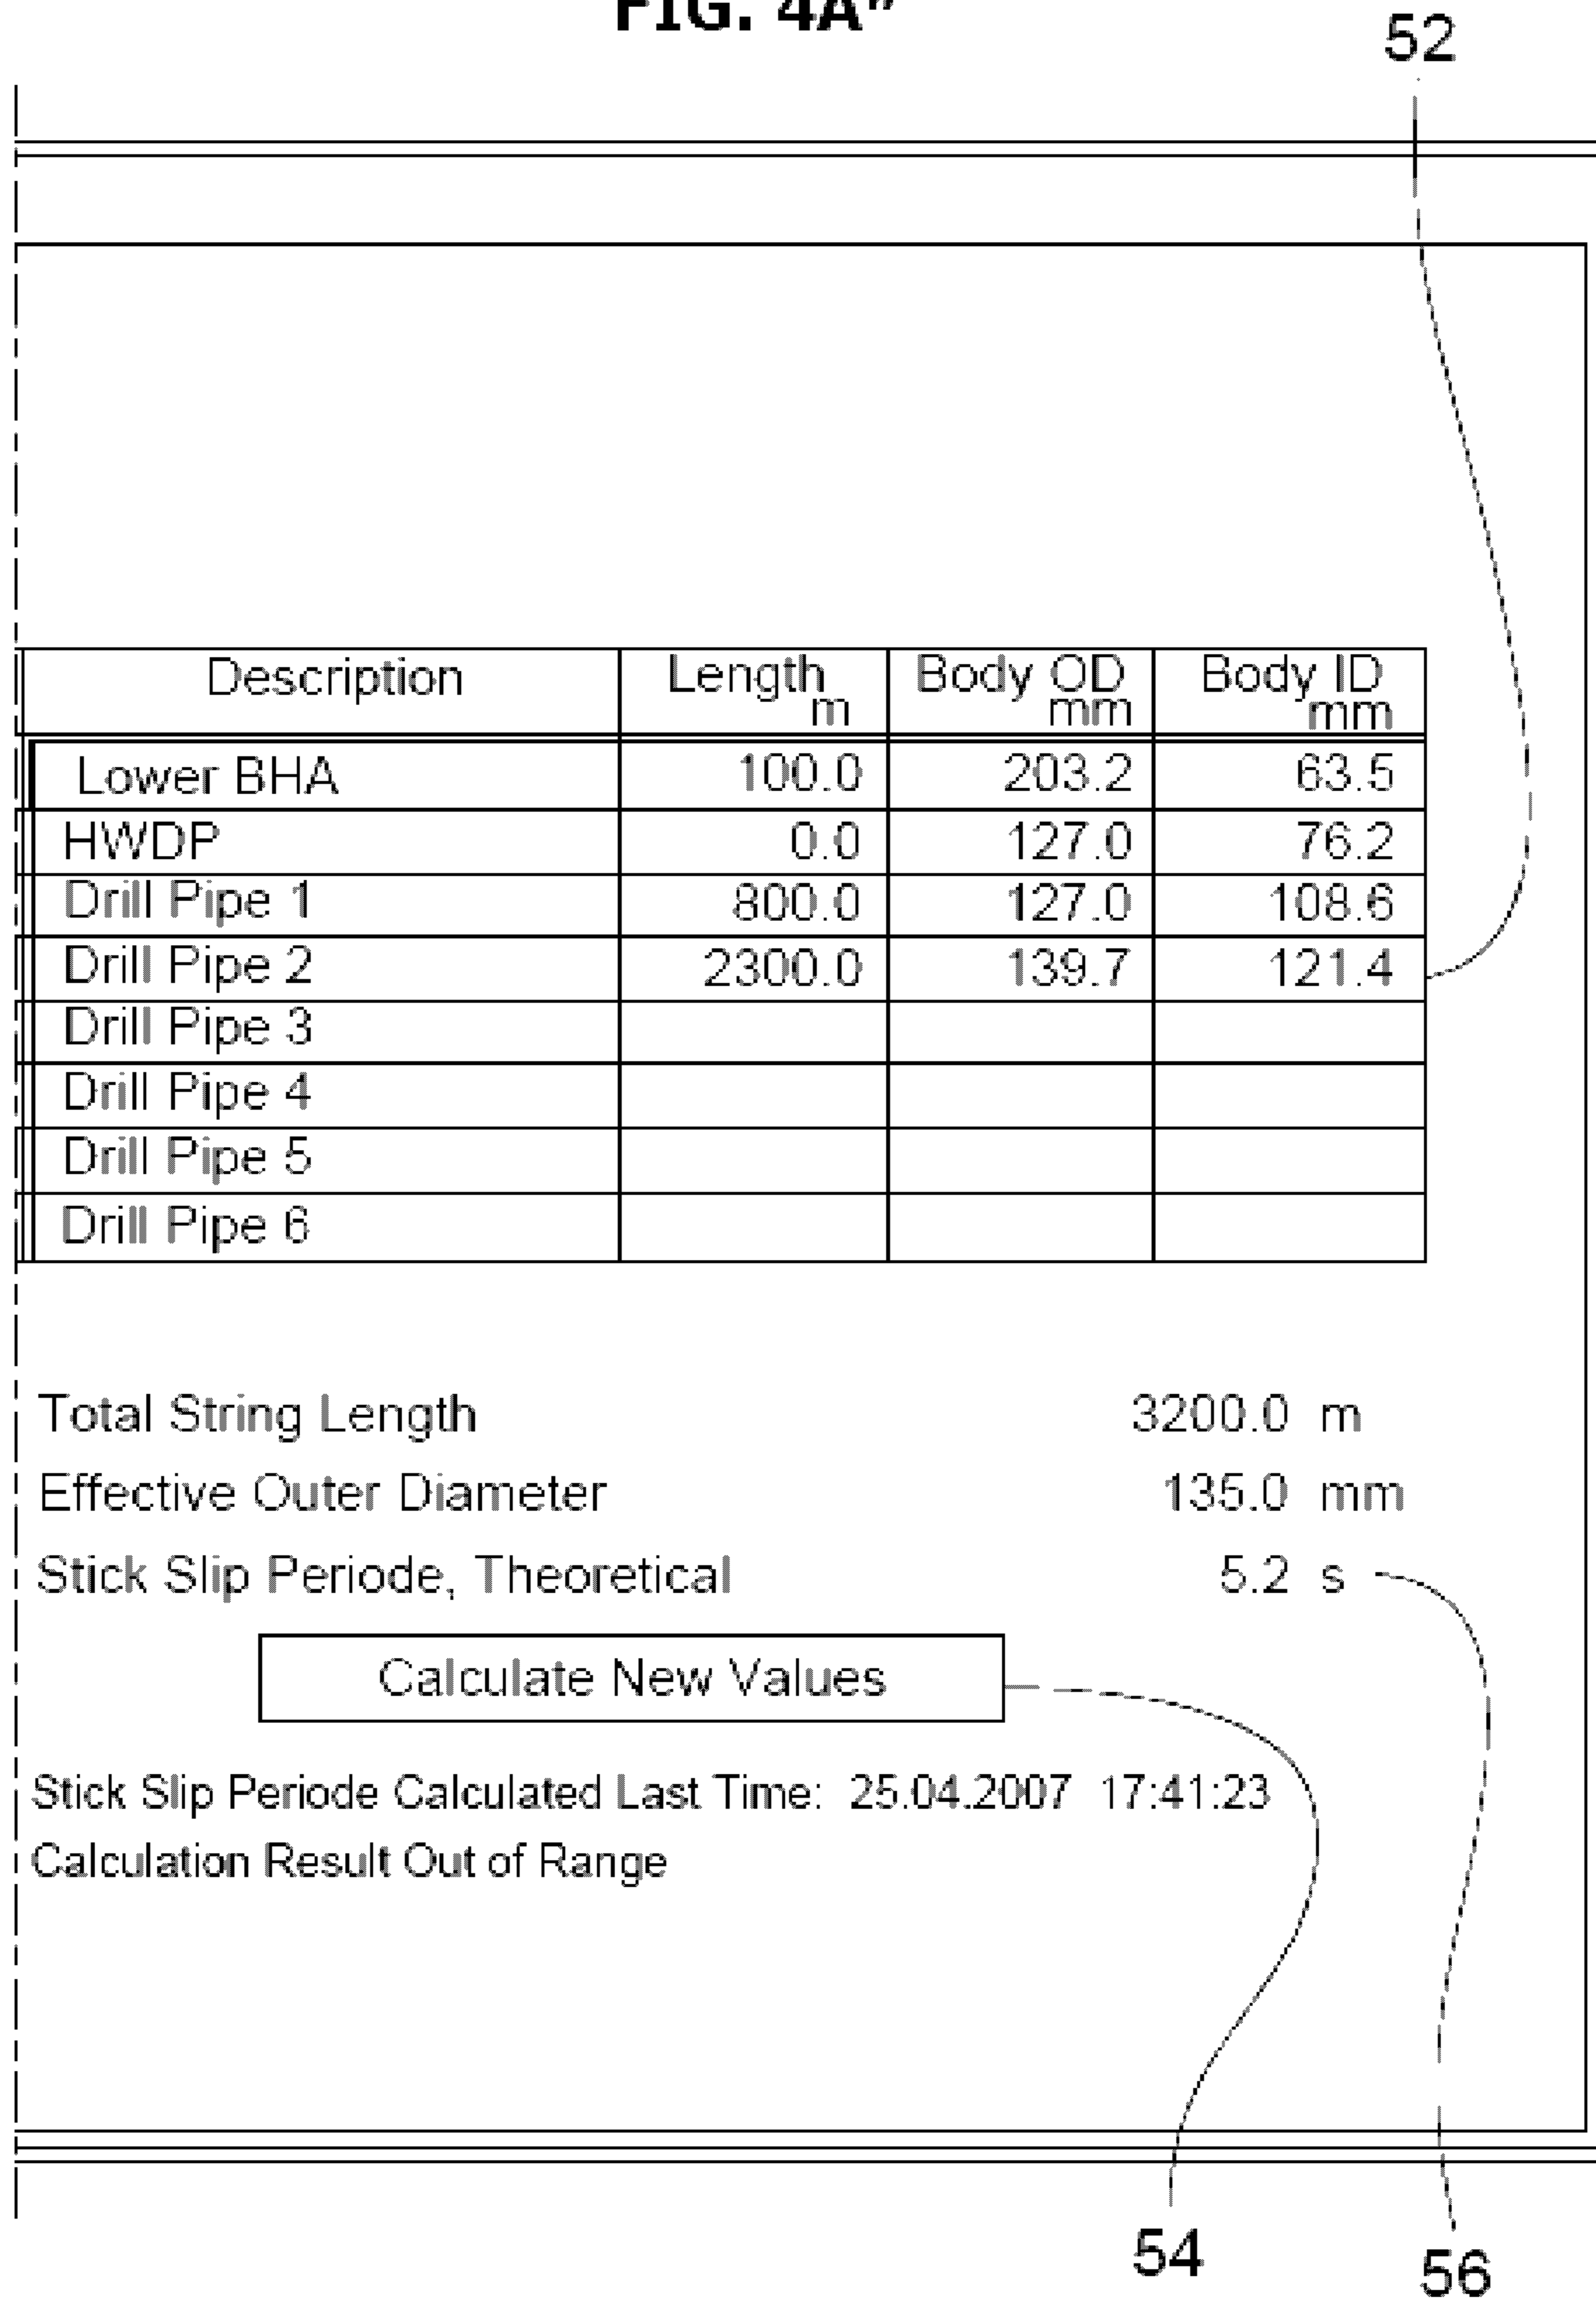 FIG. 4A"
52
Description Length m Body OD mm Body ID mm
Lower BHA 100.0 203.2 63.5
HWDP 0.0 127.0 76.2
Drill Pipe 1 800.0 127.0 108.6
Drill Pipe 2 2300.0 139.7 121.4
Drill Pipe 3
Drill Pipe 4
Drill Pipe 5
Drill Pipe 6
Total String Length 3200.0 m
Effective Outer Diameter 135.0 mm
Stick Slip Periode, Theoretical 5.2 s
Calculate New Values
Stick Slip Periode Calculated Last Time: 25.04.2007 17:41:23
Calculation Result Out of Range
54
56